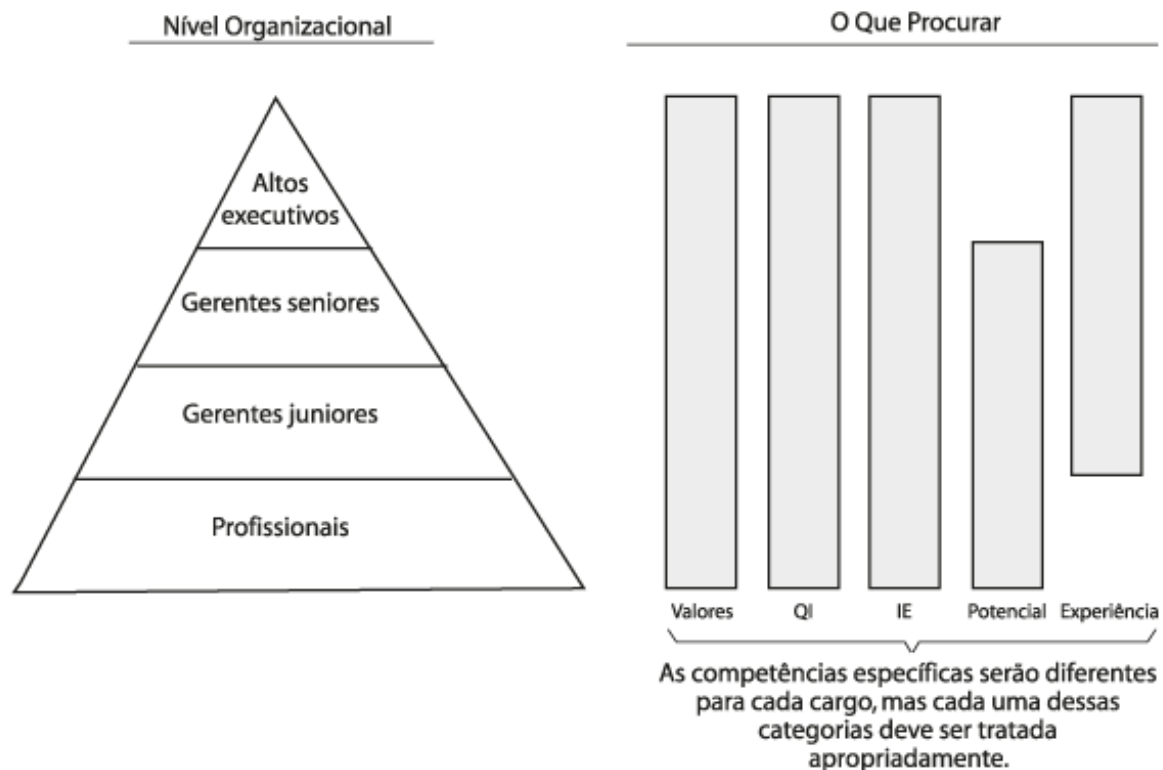 Nível Organizacional
O Que Procurar
Altos
executivos
Gerentes seniores
Gerentes juniores
Profissionais
Valores
QI
IE
Potencial
Experiência
As competências específicas serão diferentes
para cada cargo, mas cada uma dessas
categorias deve ser tratada
apropriadamente.